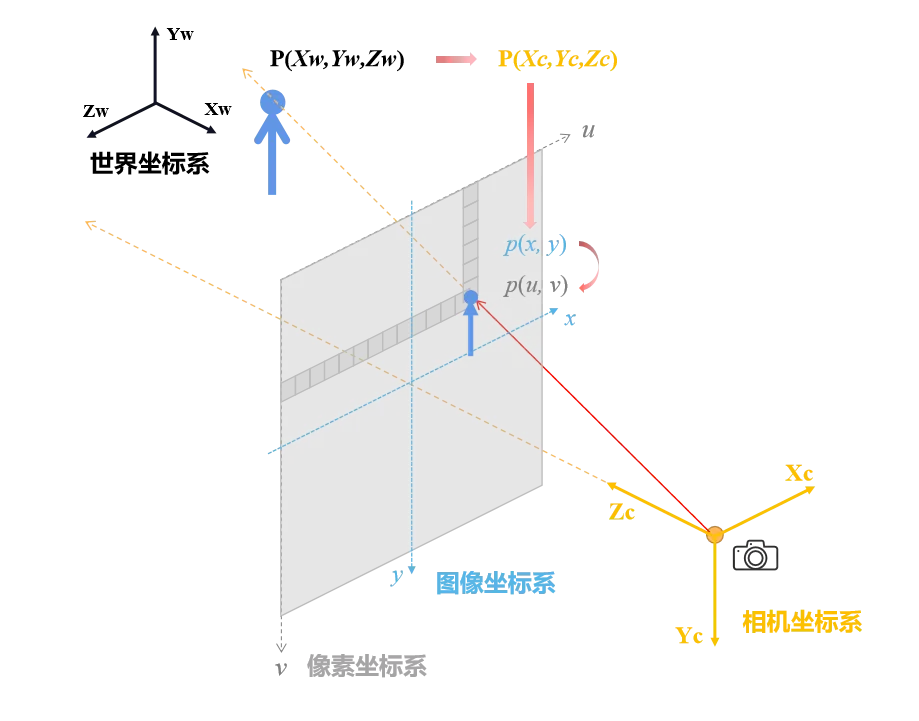 Yw
P(Xw,Yw,Zw)
P(Xc,Yc,Zc)
Zw
Xw
世界坐标系
u
p(x, y)
p(u, v)
x
Xc
Zc
y
图像坐标系
相机坐标系
Yc
v
像素坐标系